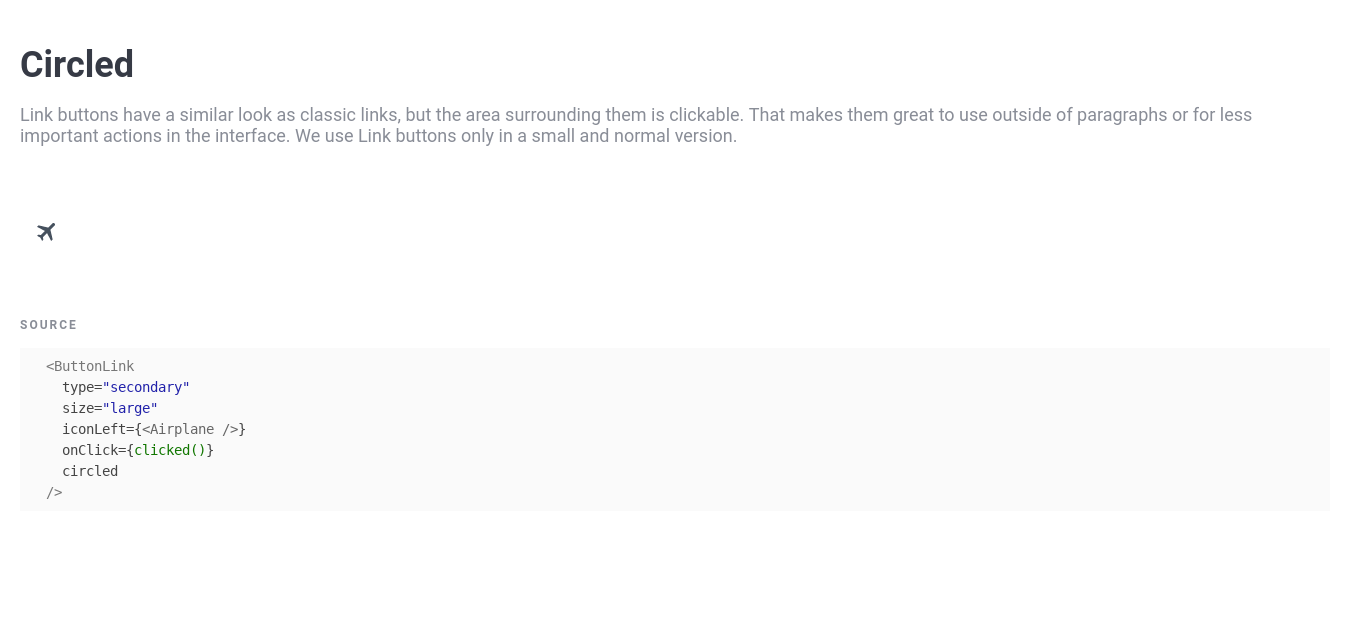 Circled
Link buttons have a similar look as classic links, but the area surrounding them is clickable. That makes them great to use outside of paragraphs or for less
important actions in the interface. We use Link buttons only in a small and normal version.
SOURCE
<ButtonLink
  type="secondary"
  size="large"
  iconLeft={<Airplane />}
  onClick={clicked()}
  circled
/>